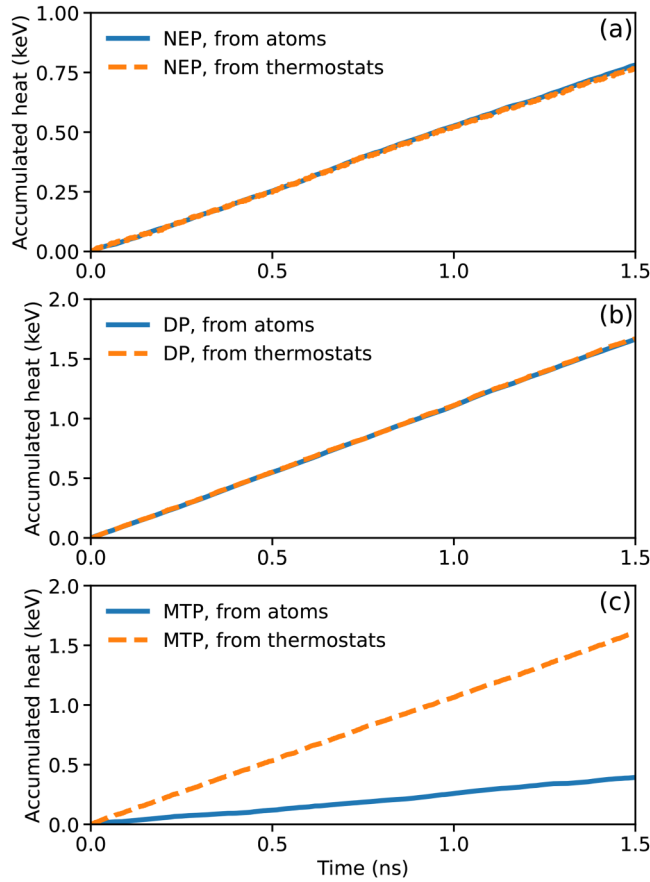 1.00
(a)
NEP, from atoms
NEP, from thermostats
0.75
0.50
0.25
0.00
Accumulated heat (keV)
0.0 0.5 1.0 1.5
2.0
(b)
DP, from atoms
DP, from thermostats
1.5
1.0
0.5
0.0
Accumulated heat (keV)
0.0 0.5 1.0 1.5
2.0
(c)
MTP, from atoms
MTP, from thermostats
1.5
1.0
0.5
0.0
Accumulated heat (keV)
0.0 0.5 1.0 1.5
Time (ns)